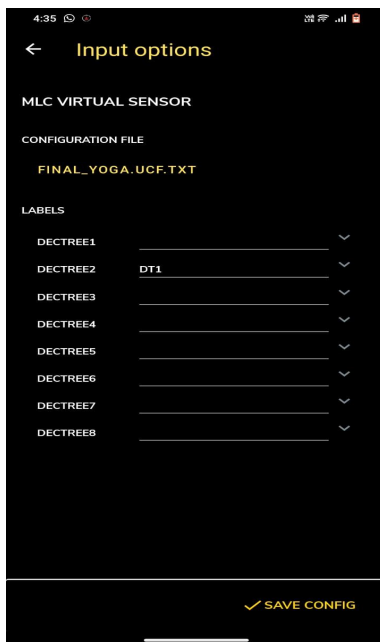 4:35
Input options
MLC VIRTUAL SENSOR
CONFIGURATION FILE
FINAL_YOGA.UCF.TXT
LABELS
DECTREE1
DECTREE2 DT1
DECTREE3
DECTREE4
DECTREE5
DECTREE6
DECTREE7
DECTREE8
SAVE CONFIG